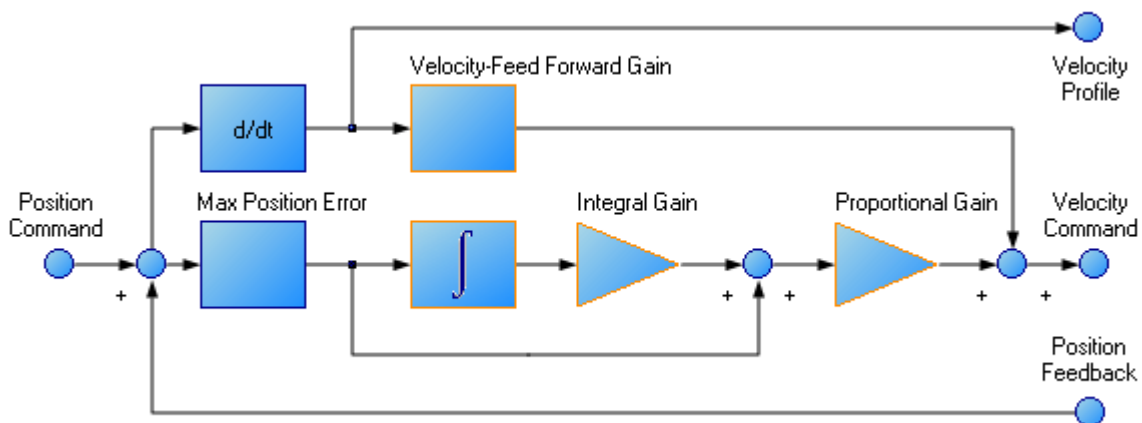 Velocity
Profile
Velocity-Feed Forward Gain
d/dt
Position
Command
Max Position Error
Integral Gain
Proportional Gain
Velocity
Command
∫
+
+
+
+
+
Position
Feedback